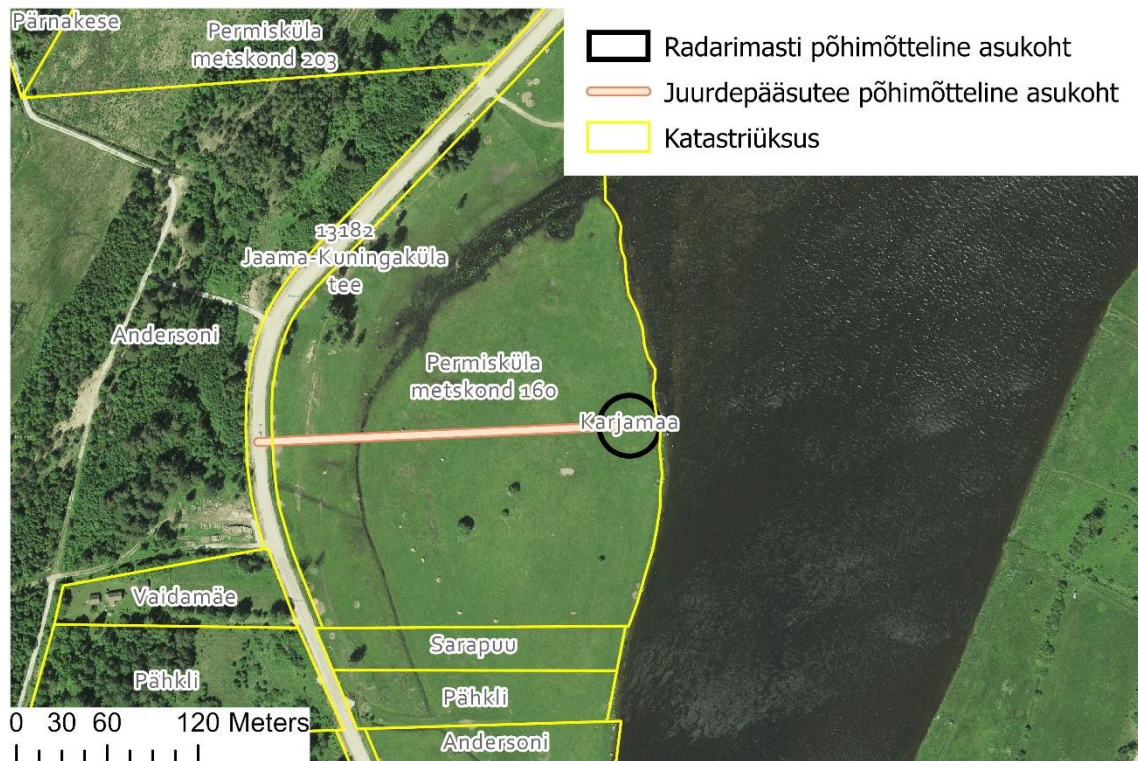 Pärnakese
Permisküla
metskond 203
Radarimasti põhimõtteline asukoht
Juurdepääsutee põhimõtteline asukoht
Katastriüksus
13182
Jaama-Kuningaküla
tee
Andersoni
Permisküla
metskond 160
Karjamaa
Vaidamäe
Sarapuu
Pähkli
Pähkli
Andersoni
0 30 60 120 Meters